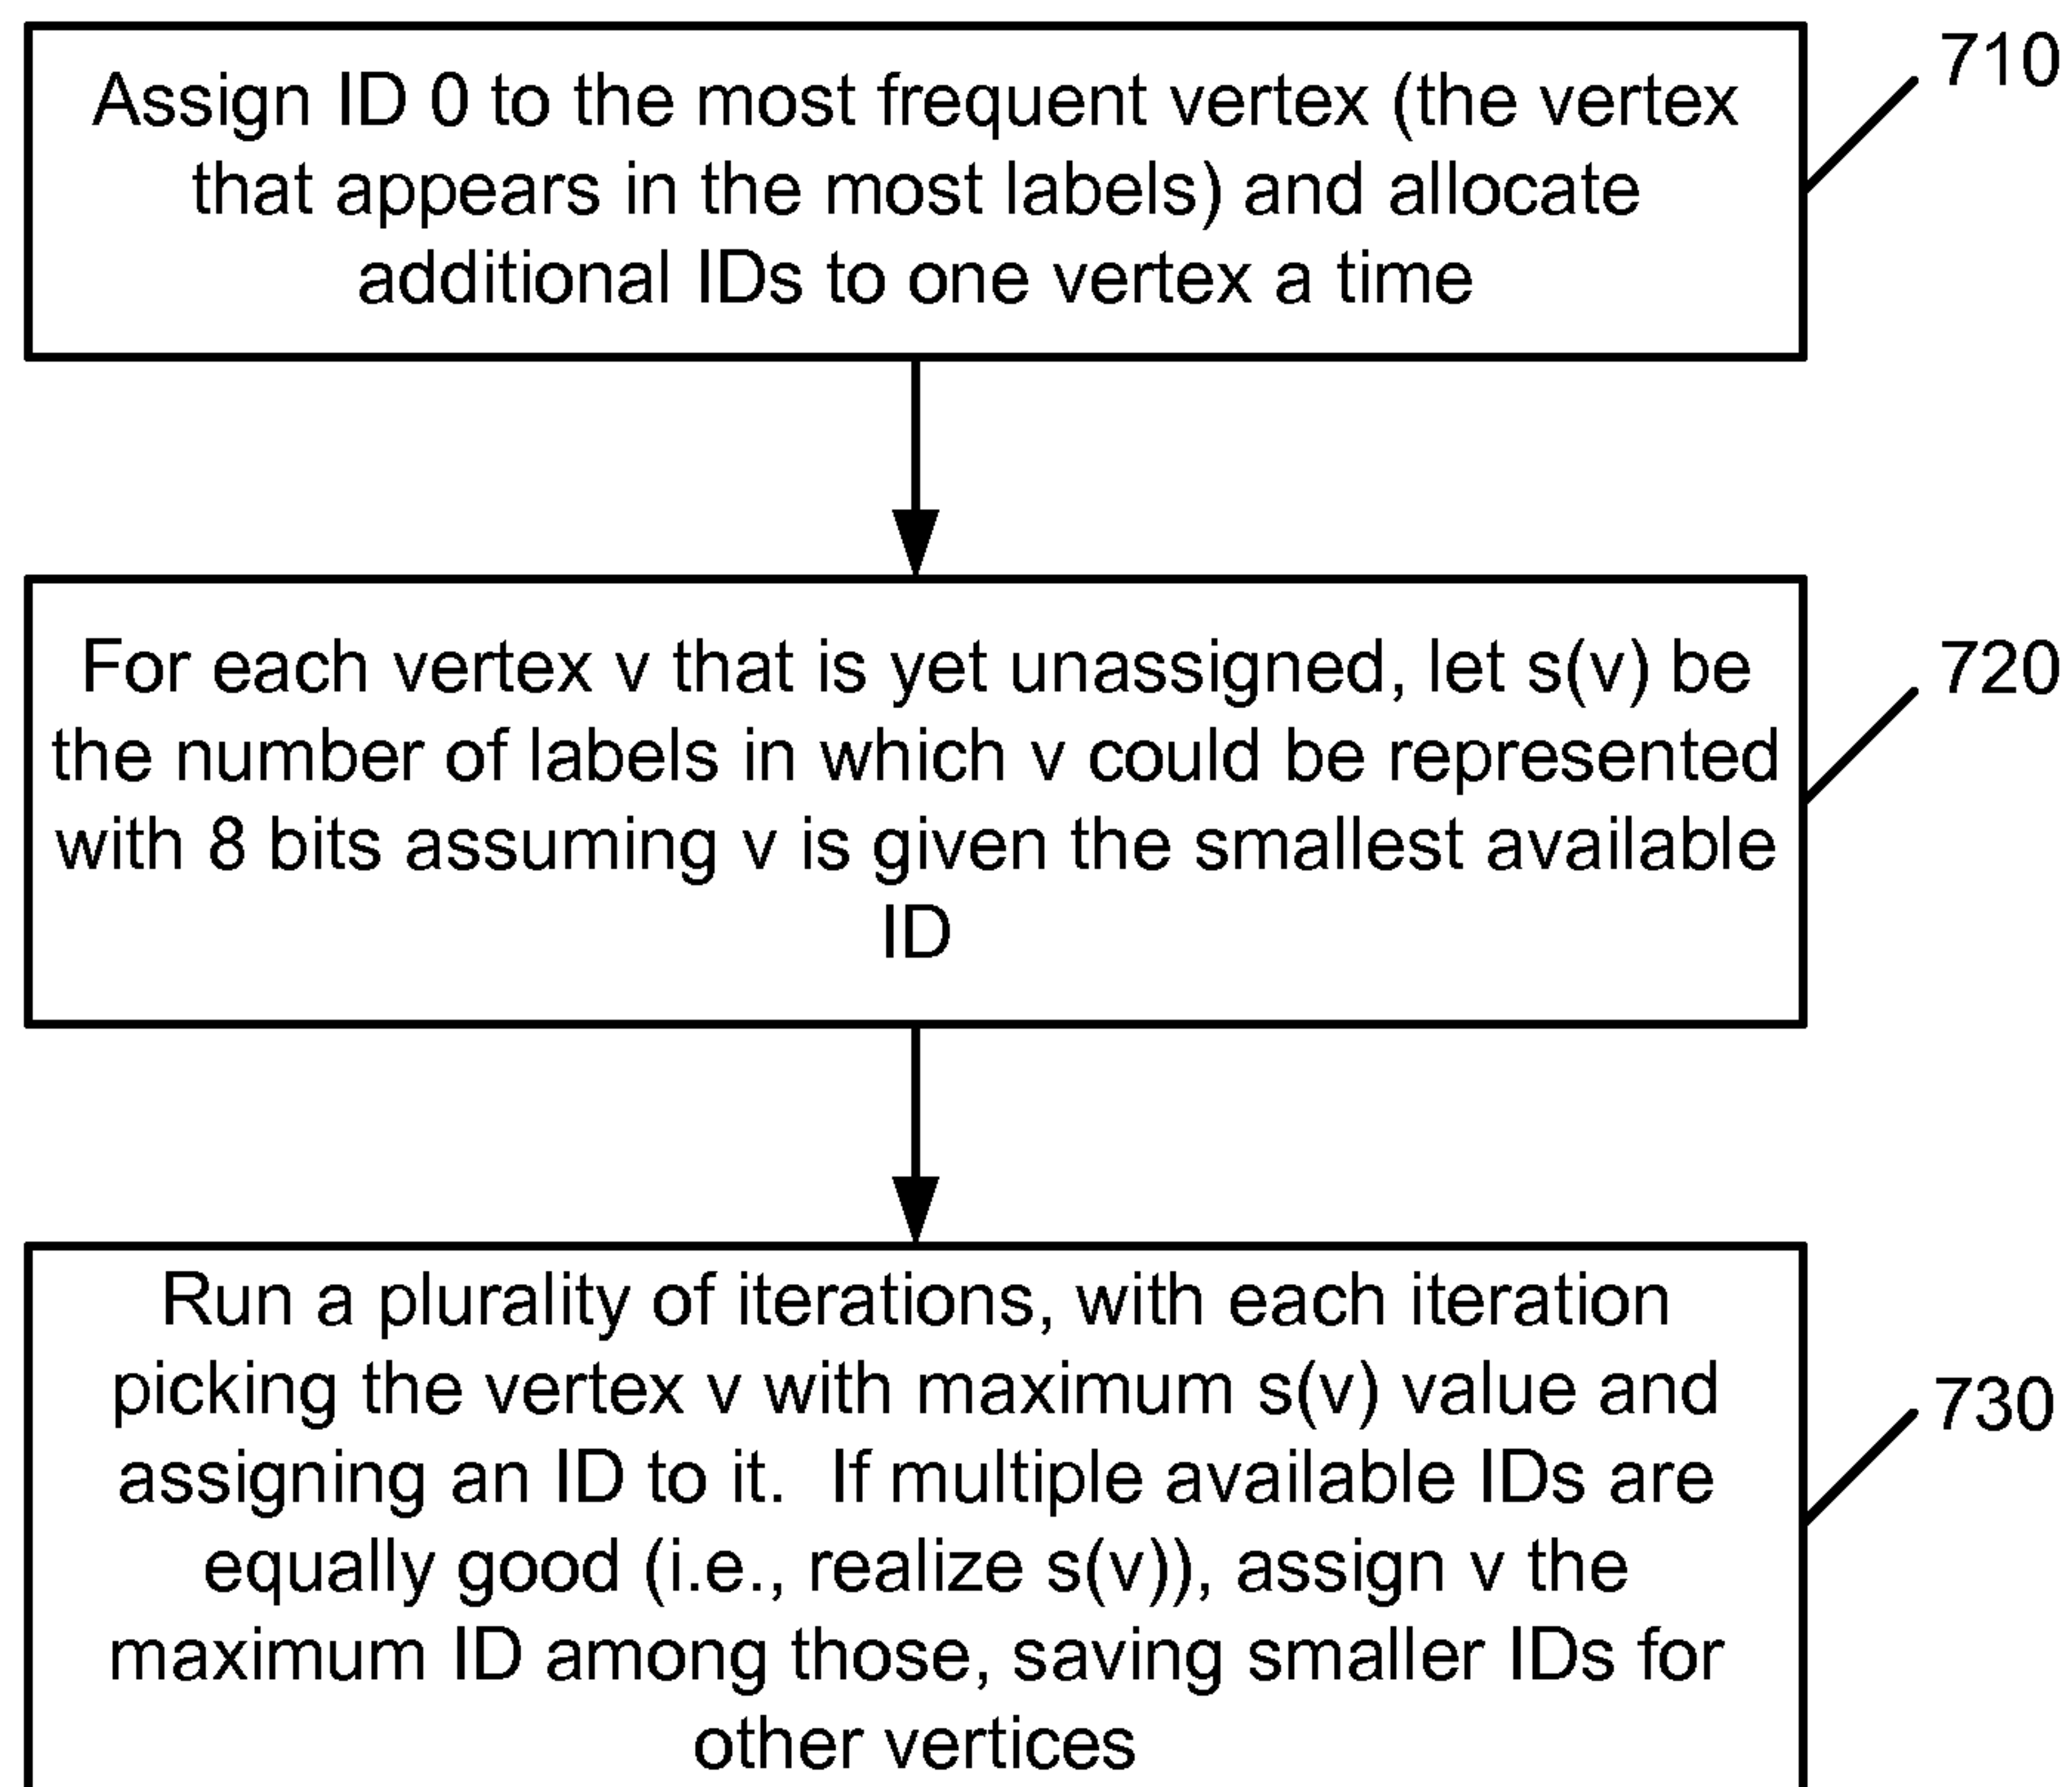 Assign ID 0 to the most frequent vertex (the vertex
that appears in the most labels) and allocate
additional IDs to one vertex a time
710
For each vertex v that is yet unassigned, let s(v) be
the number of labels in which v could be represented
with 8 bits assuming v is given the smallest available
ID
720
Run a plurality of iterations, with each iteration
picking the vertex v with maximum s(v) value and
assigning an ID to it.  If multiple available IDs are
equally good (i.e., realize s(v)), assign v the
maximum ID among those, saving smaller IDs for
other vertices
730